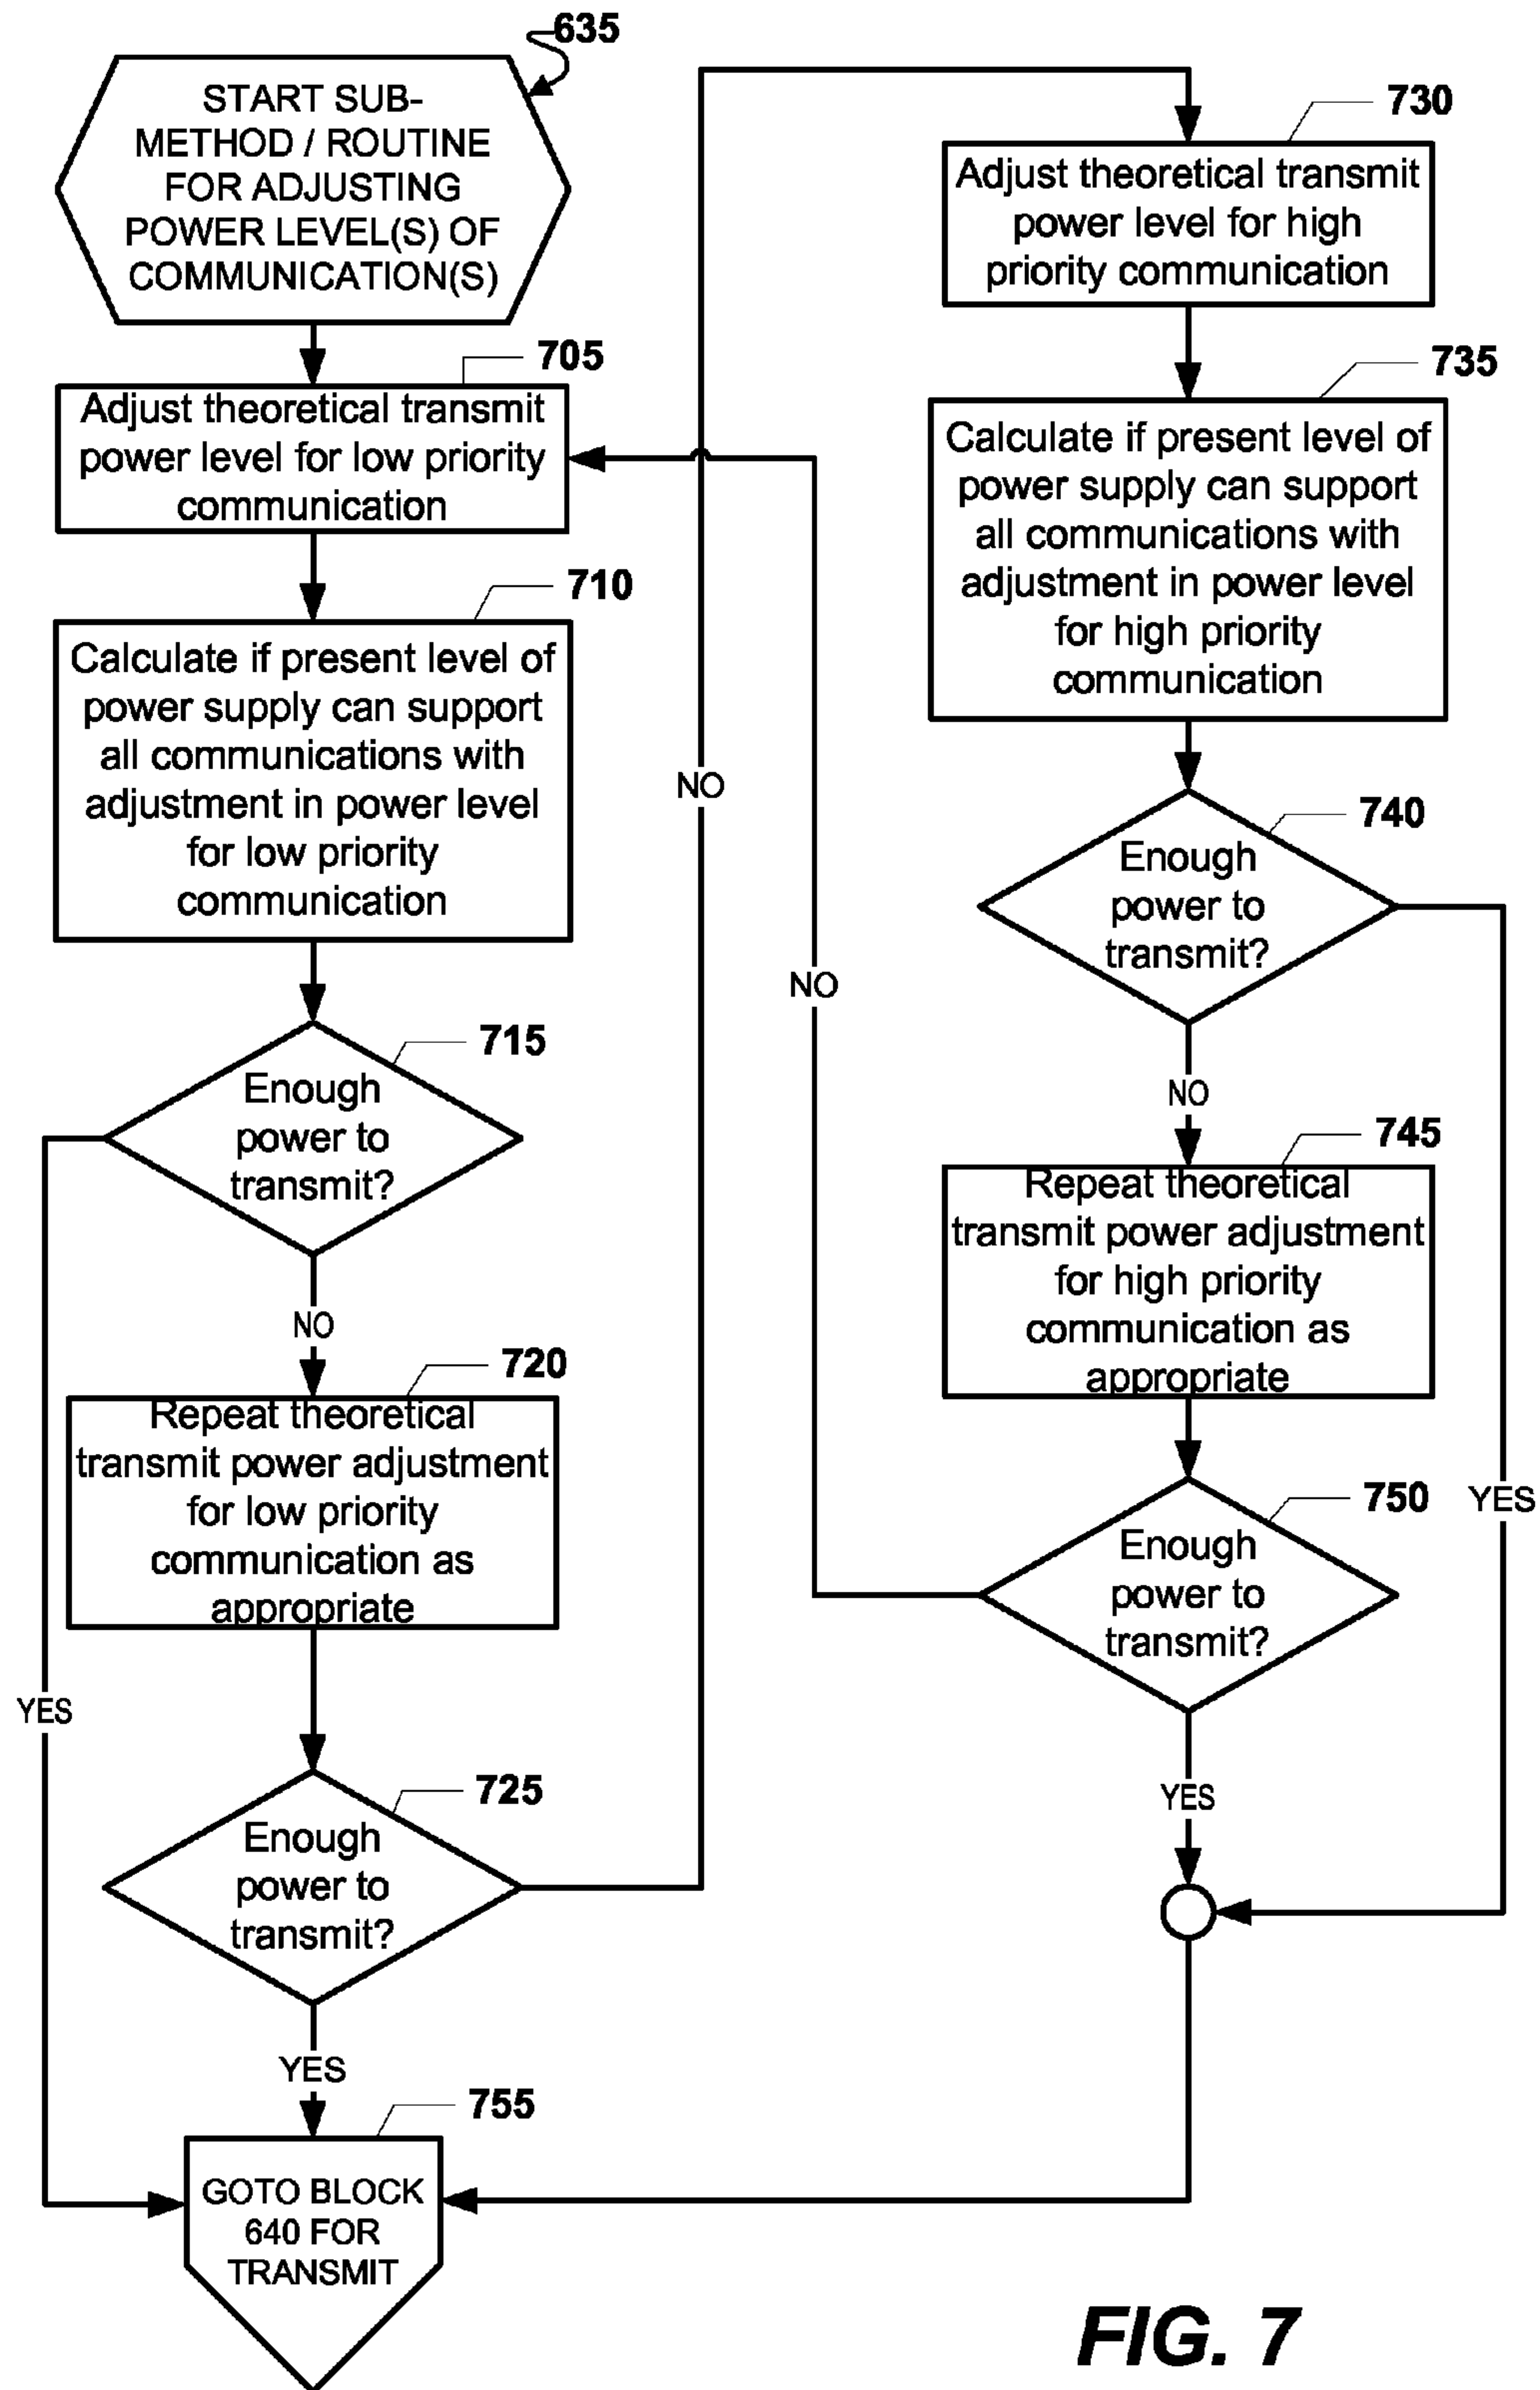 635
START SUB-
METHOD / ROUTINE
FOR ADJUSTING
POWER LEVEL(S) OF
COMMUNICATION(S)
705
Adjust theoretical transmit
power level for low priority
communication
710
Calculate if present level of
power supply can support
all communications with
adjustment in power level
for low priority
communication
715
Enough
power to
transmit?
NO
720
Repeat theoretical
transmit power adjustment
for low priority
communication as
appropriate
YES
725
Enough
power to
transmit?
YES
755
GOTO BLOCK
640 FOR
TRANSMIT
NO
NO
730
Adjust theoretical transmit
power level for high
priority communication
735
Calculate if present level of
power supply can support
all communications with
adjustment in power level
for high priority
communication
740
Enough
power to
transmit?
NO
745
Repeat theoretical
transmit power adjustment
for high priority
communication as
appropriate
750
Enough
power to
transmit?
YES
YES
FIG. 7